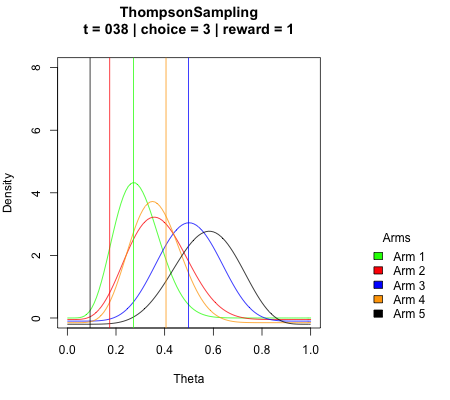 ThompsonSampling
t = 038 | choice = 3 | reward = 1
8
6
4
2
0
Density
0.0 0.2 0.4 0.6 0.8 1.0
Theta
Arms
Arm 1
Arm 2
Arm 3
Arm 4
Arm 5